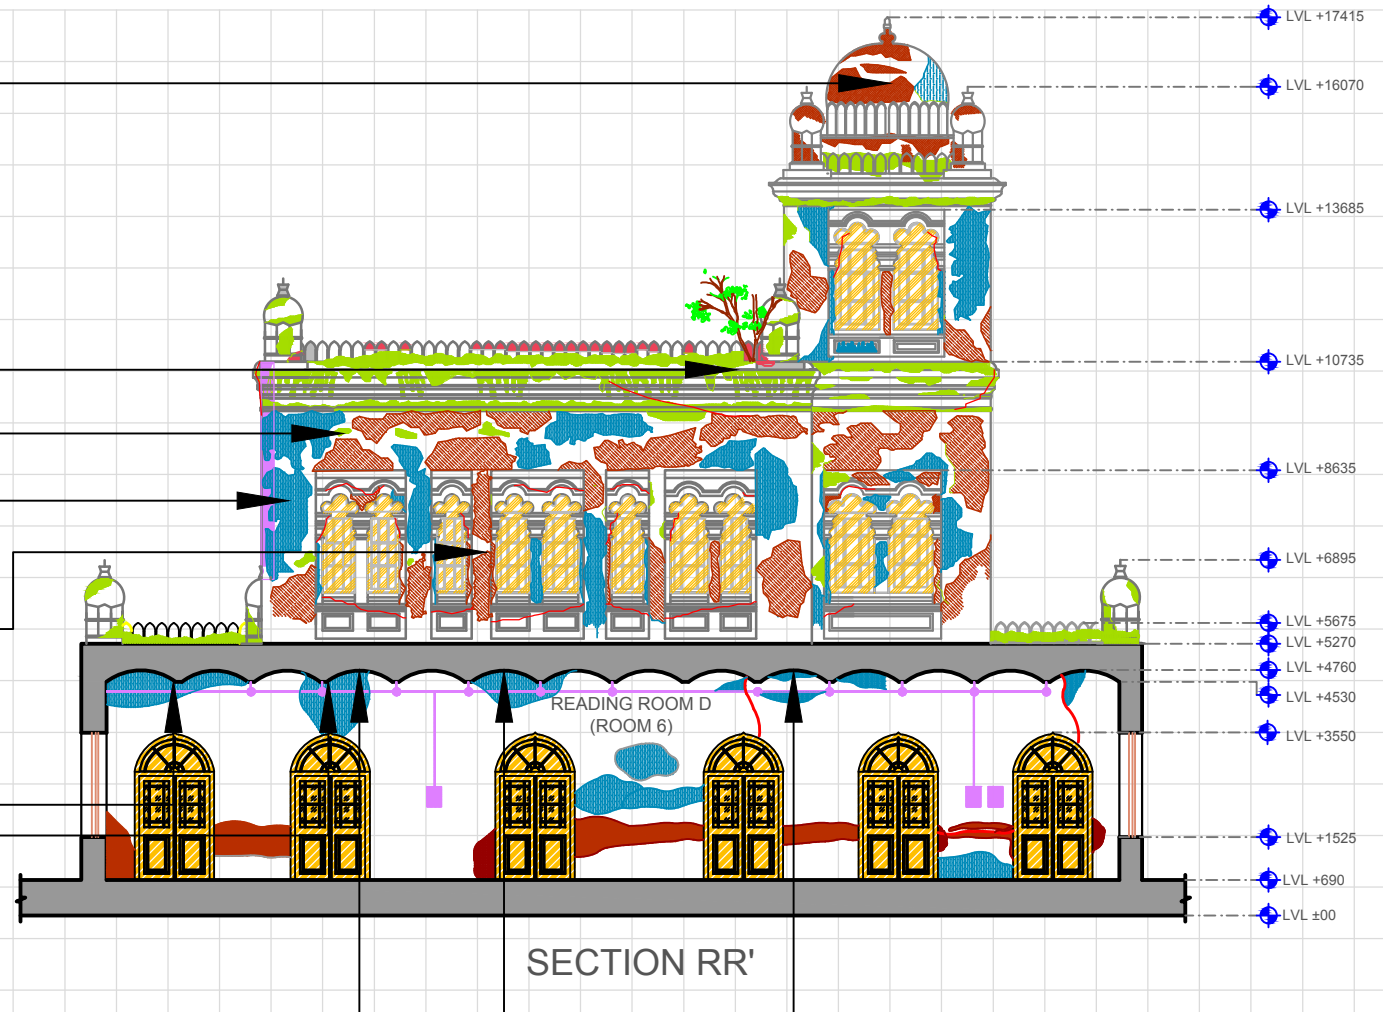 LVL +17415
LVL +16070
LVL +13685
LVL +10735
LVL +8635
LVL +6895
LVL +5675
LVL +5270
LVL +4760
LVL +4530
READING ROOM D
(ROOM 6)
LVL +3550
LVL +1525
LVL +690
LVL ±00
SECTION RR'